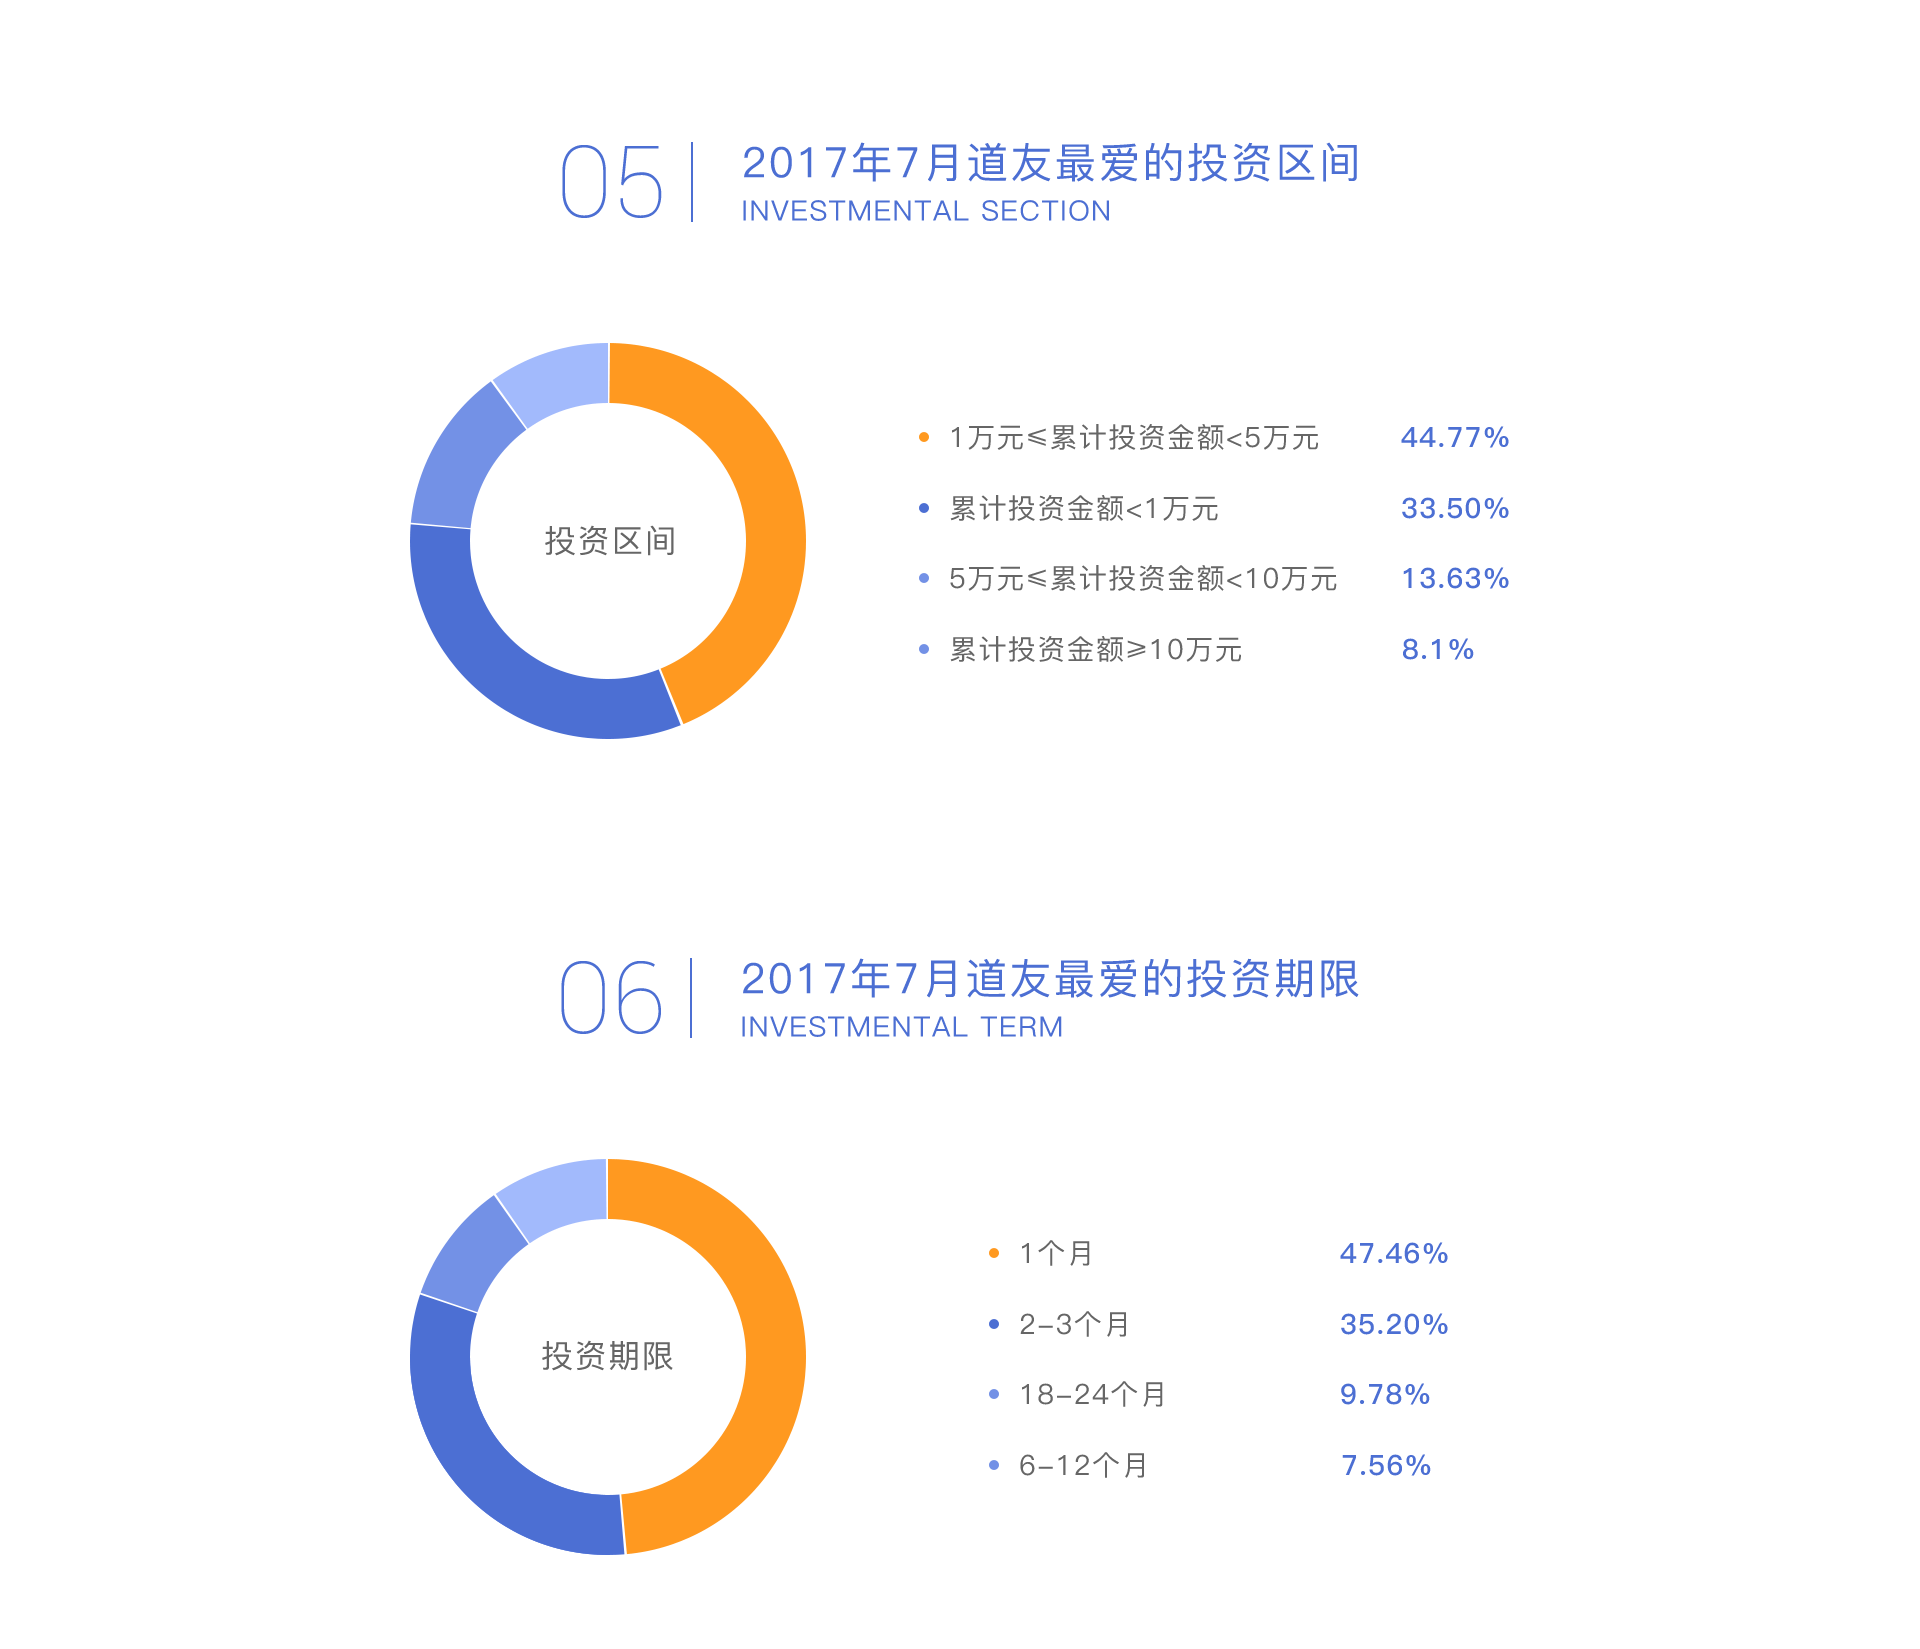 05
2017年7月道友最爱的投资区间
INVESTMENTAL SECTION
投资区间
1万元≤累计投资金额<5万元 44.77%
累计投资金额<1万元 33.50%
5万元≤累计投资金额<10万元 13.63%
累计投资金额≥10万元 8.1%
06
2017年7月道友最爱的投资期限
INVESTMENTAL TERM
投资期限
1个月 47.46%
2-3个月 35.20%
18-24个月 9.78%
6-12个月 7.56%